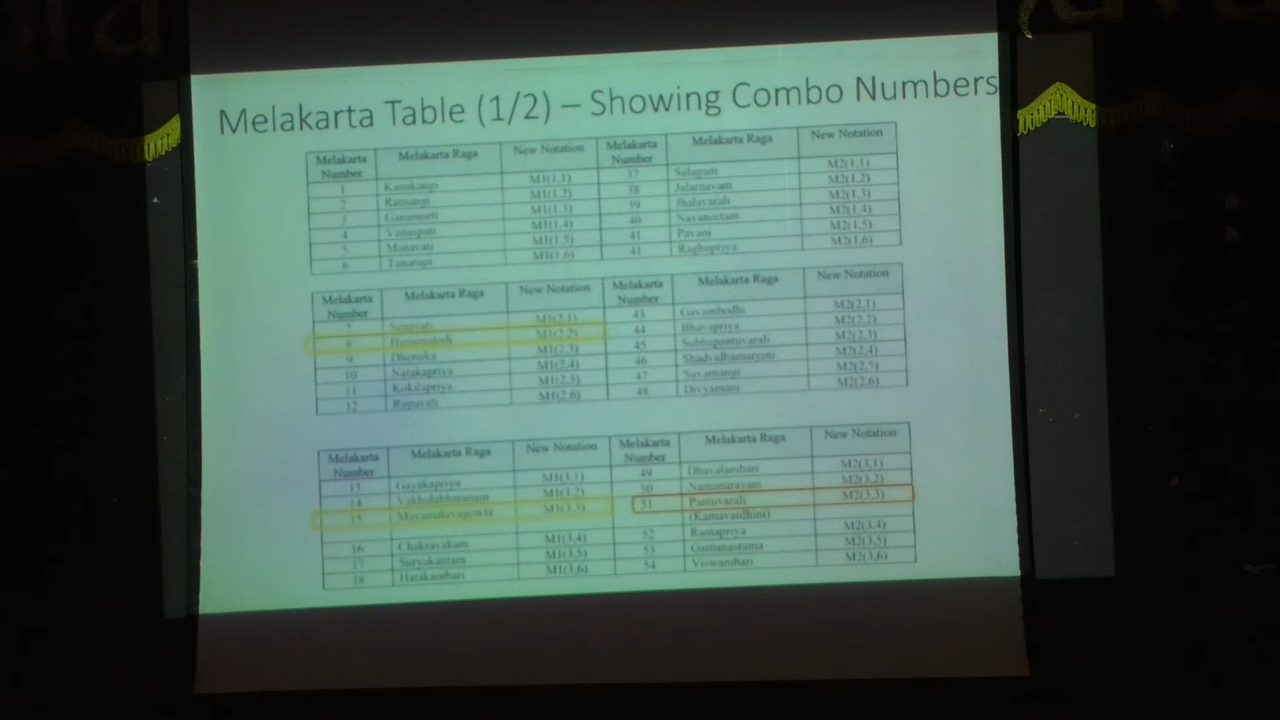 Melakarta Table (1/2) – Showing Combo Numbers
Melakarta Number Melakarta Raga New Notation Melakarta Number Melakarta Raga New Notation
1 Kanakangi M1(1,1) 37 Salagam M2(1,1)
2 Ratnangi M1(1,2) 38 Jalarnavam M2(1,2)
3 Ganamurti M1(1,3) 39 Jhalavarali M2(1,3)
4 Vanaspati M1(1,4) 40 Navaneetam M2(1,4)
5 Manavati M1(1,5) 41 Pavani M2(1,5)
6 Tanarupi M1(1,6) 41 Raghupriya M2(1,6)
Melakarta Number Melakarta Raga New Notation Melakarta Number Melakarta Raga New Notation
7 Senavati M1(2,1) 43 Gavambodhi M2(2,1)
8 Hanumatodi M1(2,2) 44 Bhavapriya M2(2,2)
9 Dhenuka M1(2,3) 45 Subhapantuvarali M2(2,3)
10 Natakapriya M1(2,4) 46 M2(2,4)
11 Kokilapriya M1(2,5) 47 Suvarnangi M2(2,5)
12 Rupavati M1(2,6) 48 Divyamani M2(2,6)
Melakarta Number Melakarta Raga New Notation Melakarta Number Melakarta Raga New Notation
13 Gayakapriya M1(3,1) 49 Dhavalambari M2(3,1)
14 M1(3,2) 50 Namanarayani M2(3,2)
15 Mayamalavagowla M1(3,3) 51 Pantuvarali M2(3,3)
(Kamavardhini)
16 Chakravakam M1(3,4) 52 Ramapriya M2(3,4)
17 Suryakantam M1(3,5) 53 Gamanasrama M2(3,5)
18 Hatakambari M1(3,6) 54 Viswambari M2(3,6)